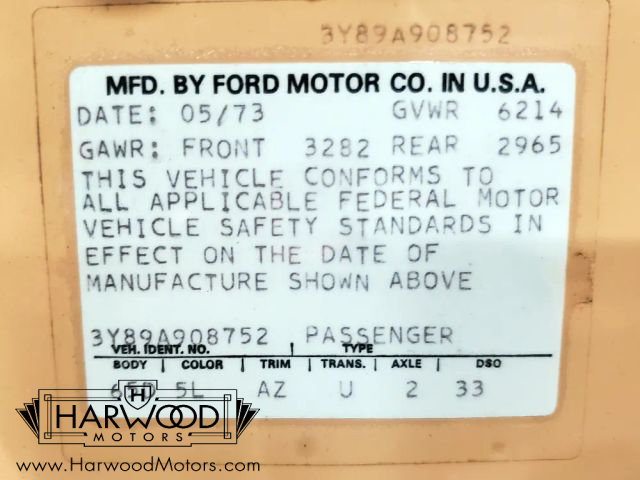 3Y89A908752
MFD. BY FORD MOTOR CO. IN U.S.A.
DATE: 05/73 GVWR 6214
GAWR: FRONT 3282 REAR 2965
THIS VEHICLE CONFORMS TO
ALL APPLICABLE FEDERAL MOTOR
VEHICLE SAFETY STANDARDS IN
EFFECT ON THE DATE OF
MANUFACTURE SHOWN ABOVE
3Y89A908752 PASSENGER
VEH. IDENT. NO. | TYPE
BODY | COLOR | TRIM | TRANS. | AXLE | DSO
5L AZ U 2 33
H
HARWOOD
MOTORS
www.HarwoodMotors.com